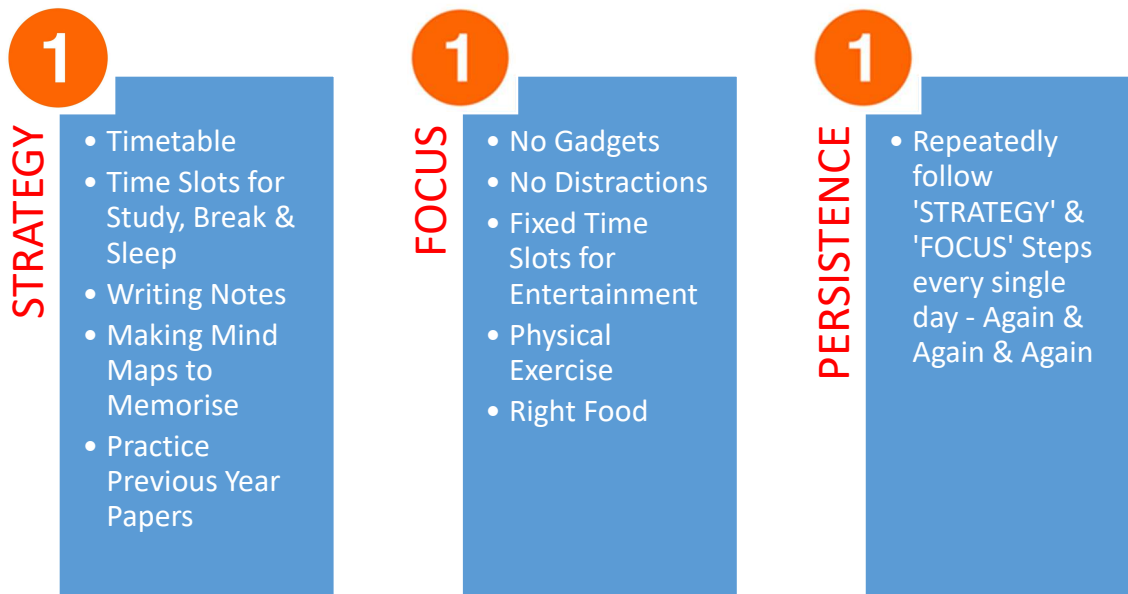 1
STRATEGY
• Timetable
• Time Slots for
Study, Break &
Sleep
• Writing Notes
• Making Mind
Maps to
Memorise
• Practice
Previous Year
Papers
1
FOCUS
• No Gadgets
• No Distractions
• Fixed Time
Slots for
Entertainment
• Physical
Exercise
• Right Food
1
PERSISTENCE
• Repeatedly
follow
'STRATEGY' &
'FOCUS' Steps
every single
day - Again &
Again & Again